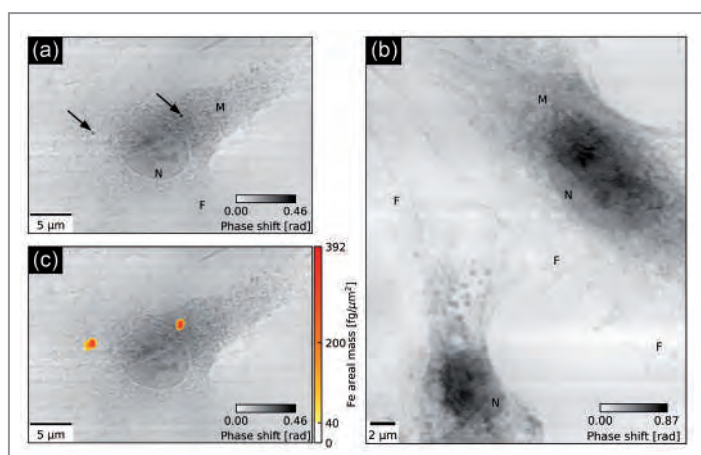 (a)
M
N
F
5 µm
0.00 0.46
Phase shift [rad]
(b)
M
N
F
F
F
N
2 µm
0.00 0.87
Phase shift [rad]
(c)
5 µm
0.00 0.46
Phase shift [rad]
392
200
40
0
Fe areal mass [fg/µm²]